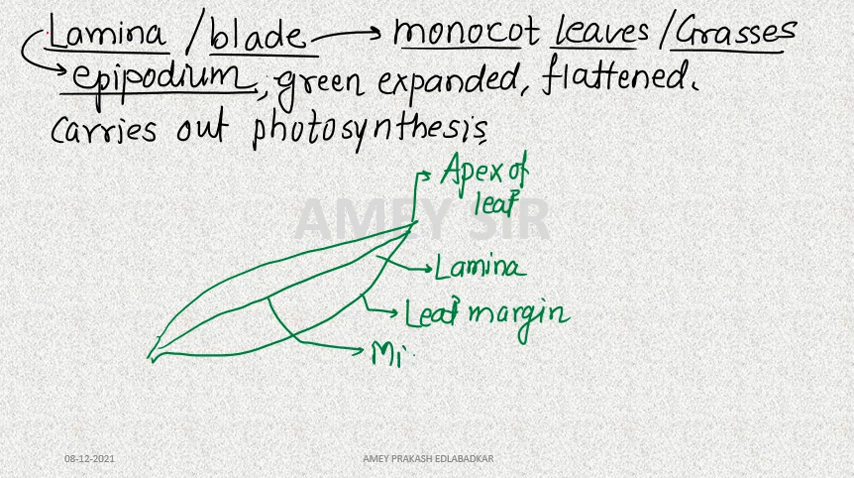 Lamina / blade → monocot leaves / Grasses
epipodium, green expanded, flattened.
Carries out photosynthesis
Apex of
leaf
AMEY SIR
Lamina
Leaf margin
Mi
08-12-2021 AMEY PRAKASH EDLABADKAR